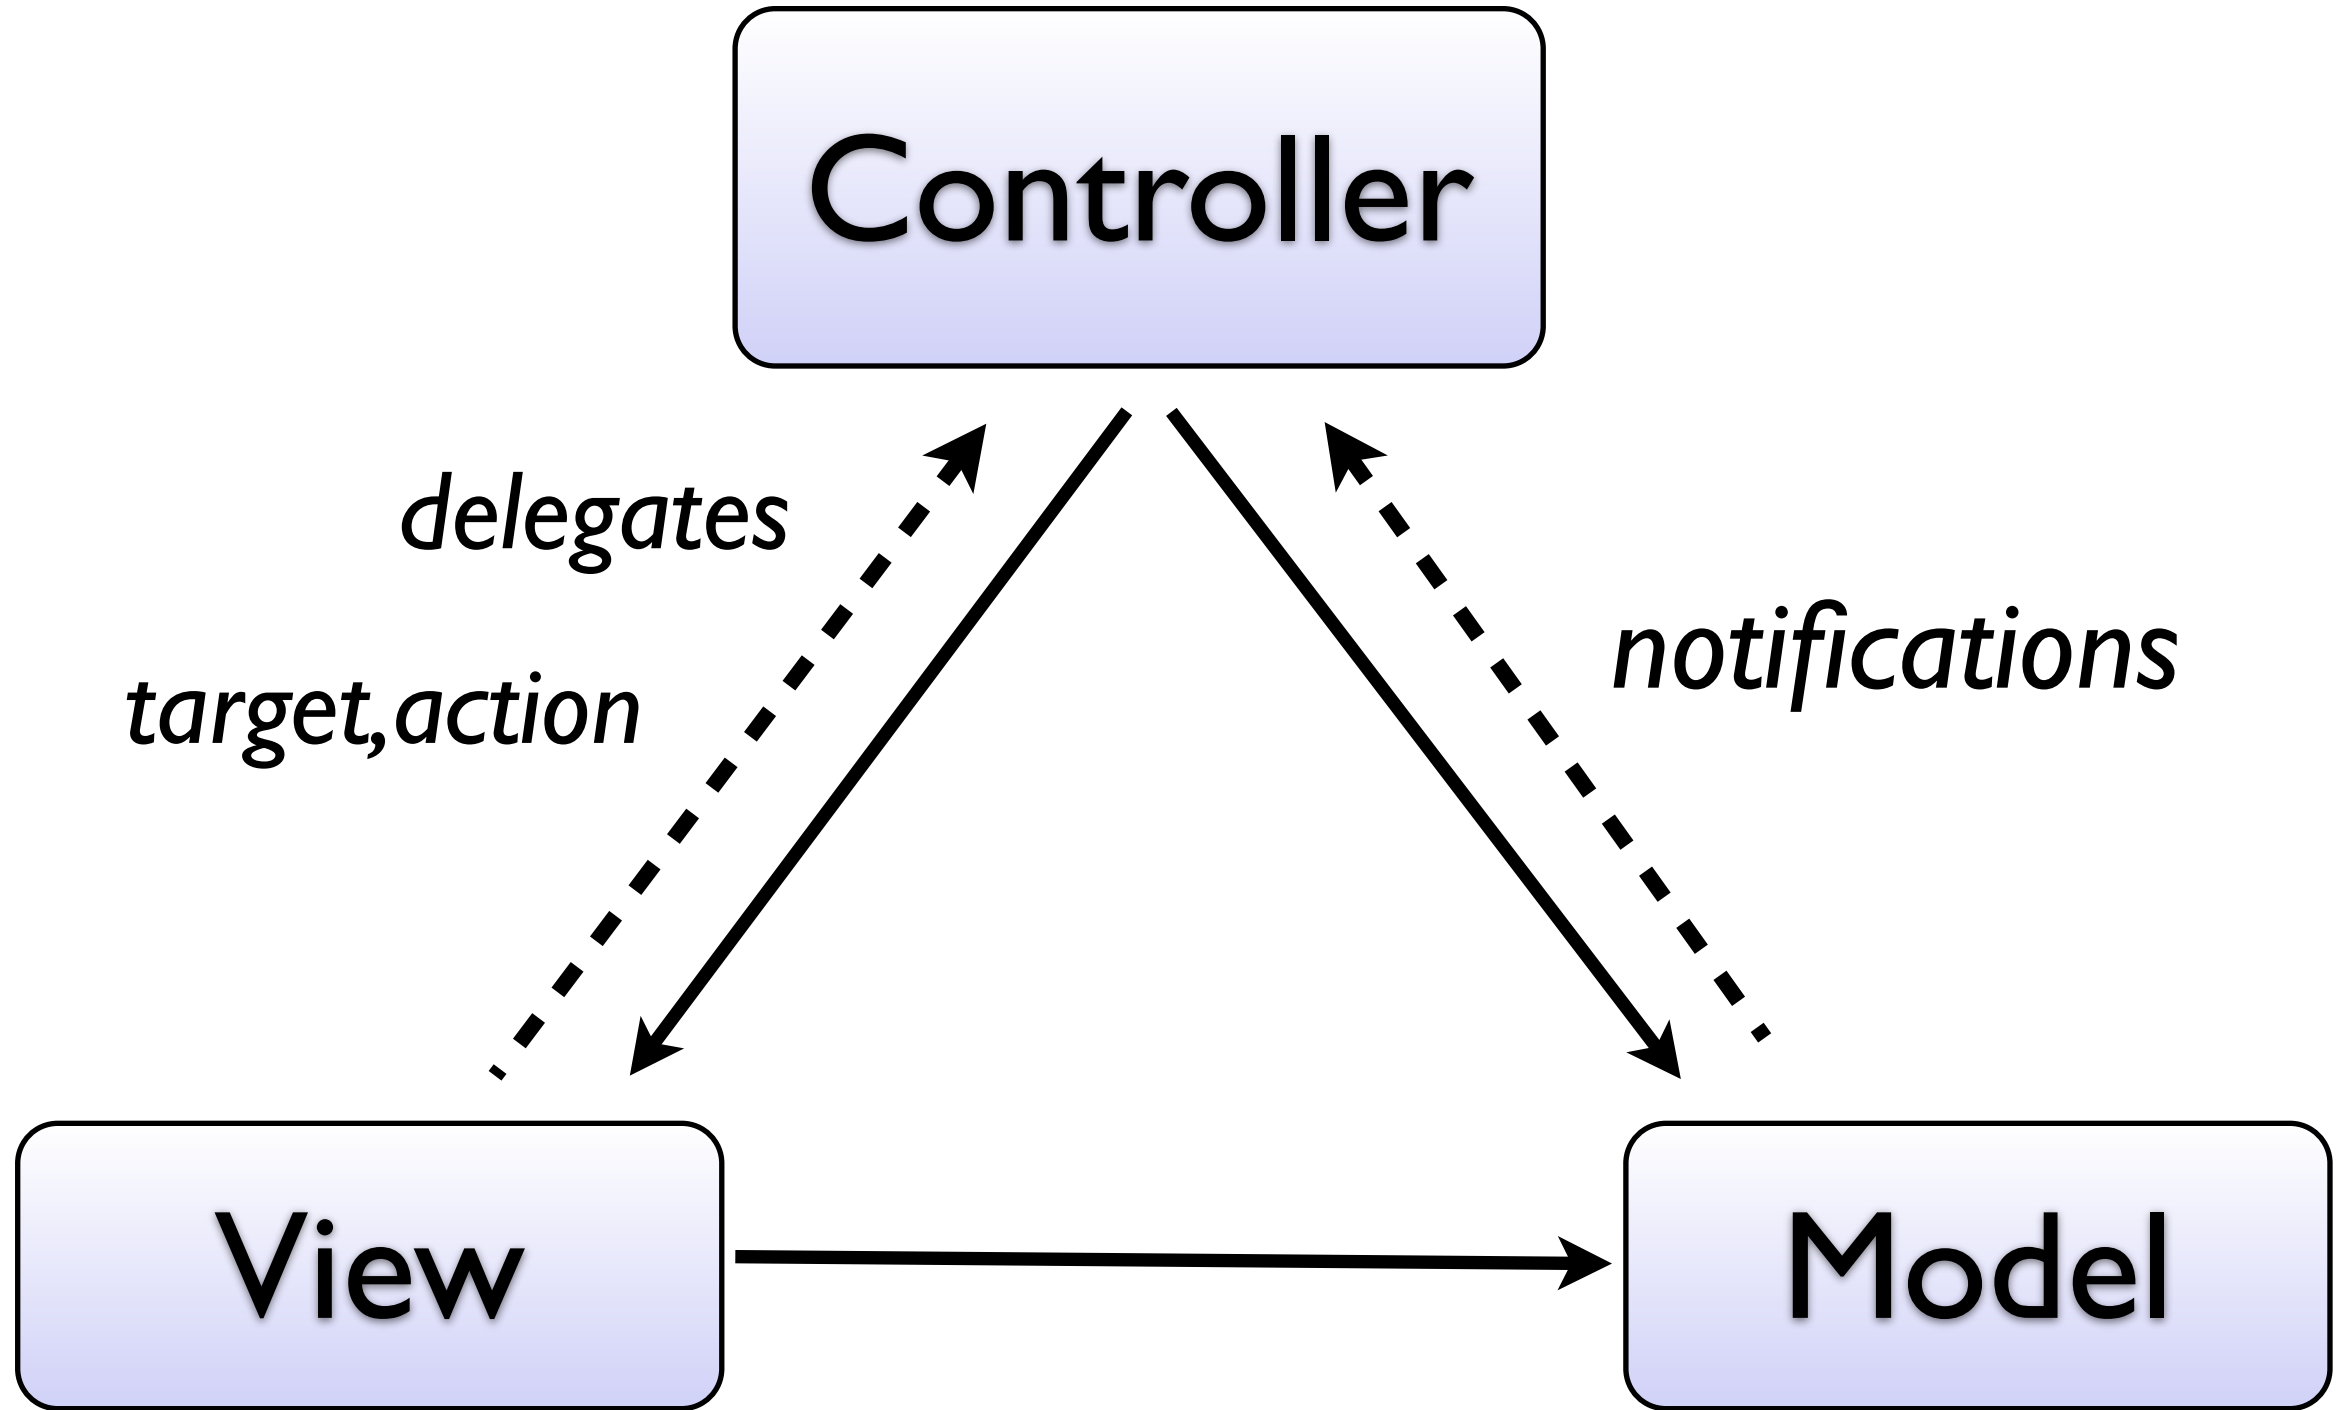 Controller
delegates
notifications
target,action
View
Model